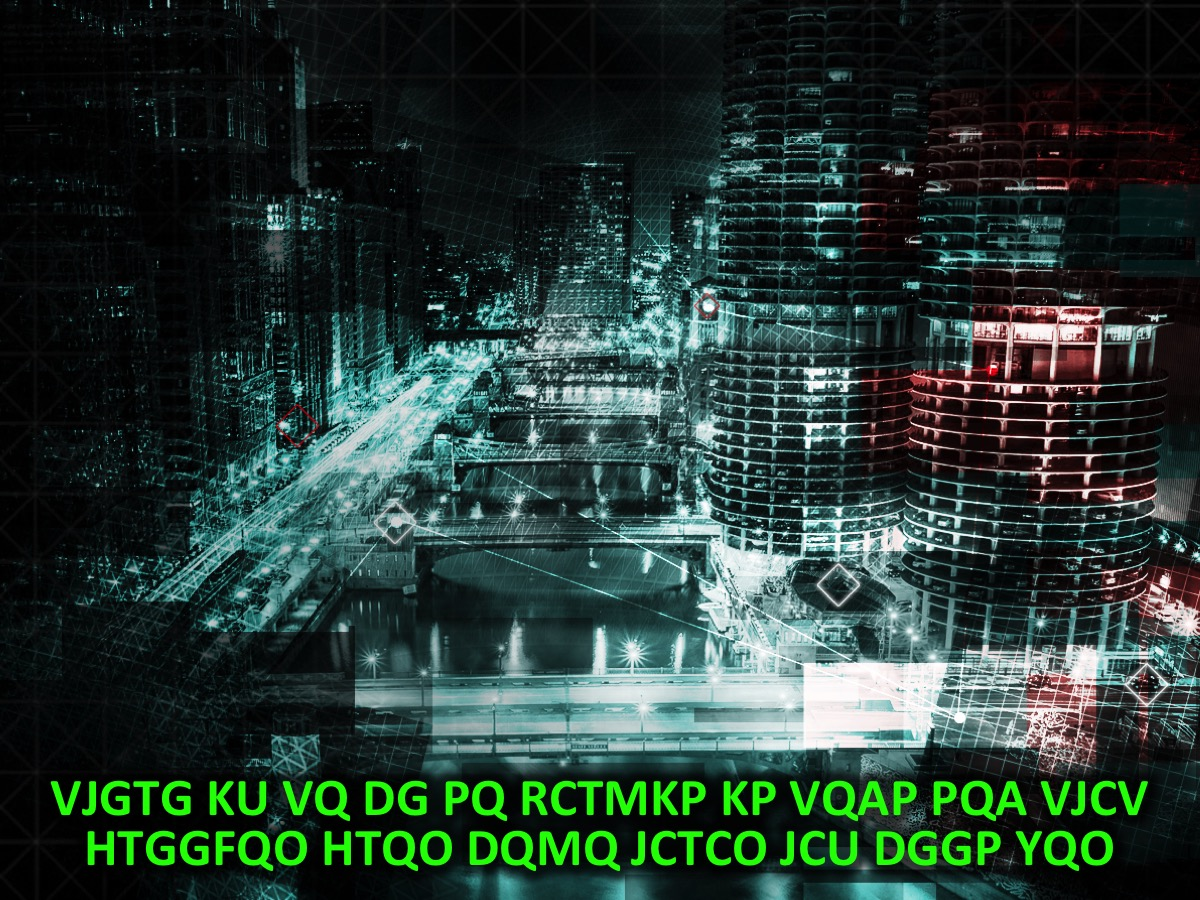 VJGTG KU VQ DG PQ RCTMKP KP VQAP PQA VJCV
HTGGFQO HTQO DQMQ JCTCO JCU DGGP YQO